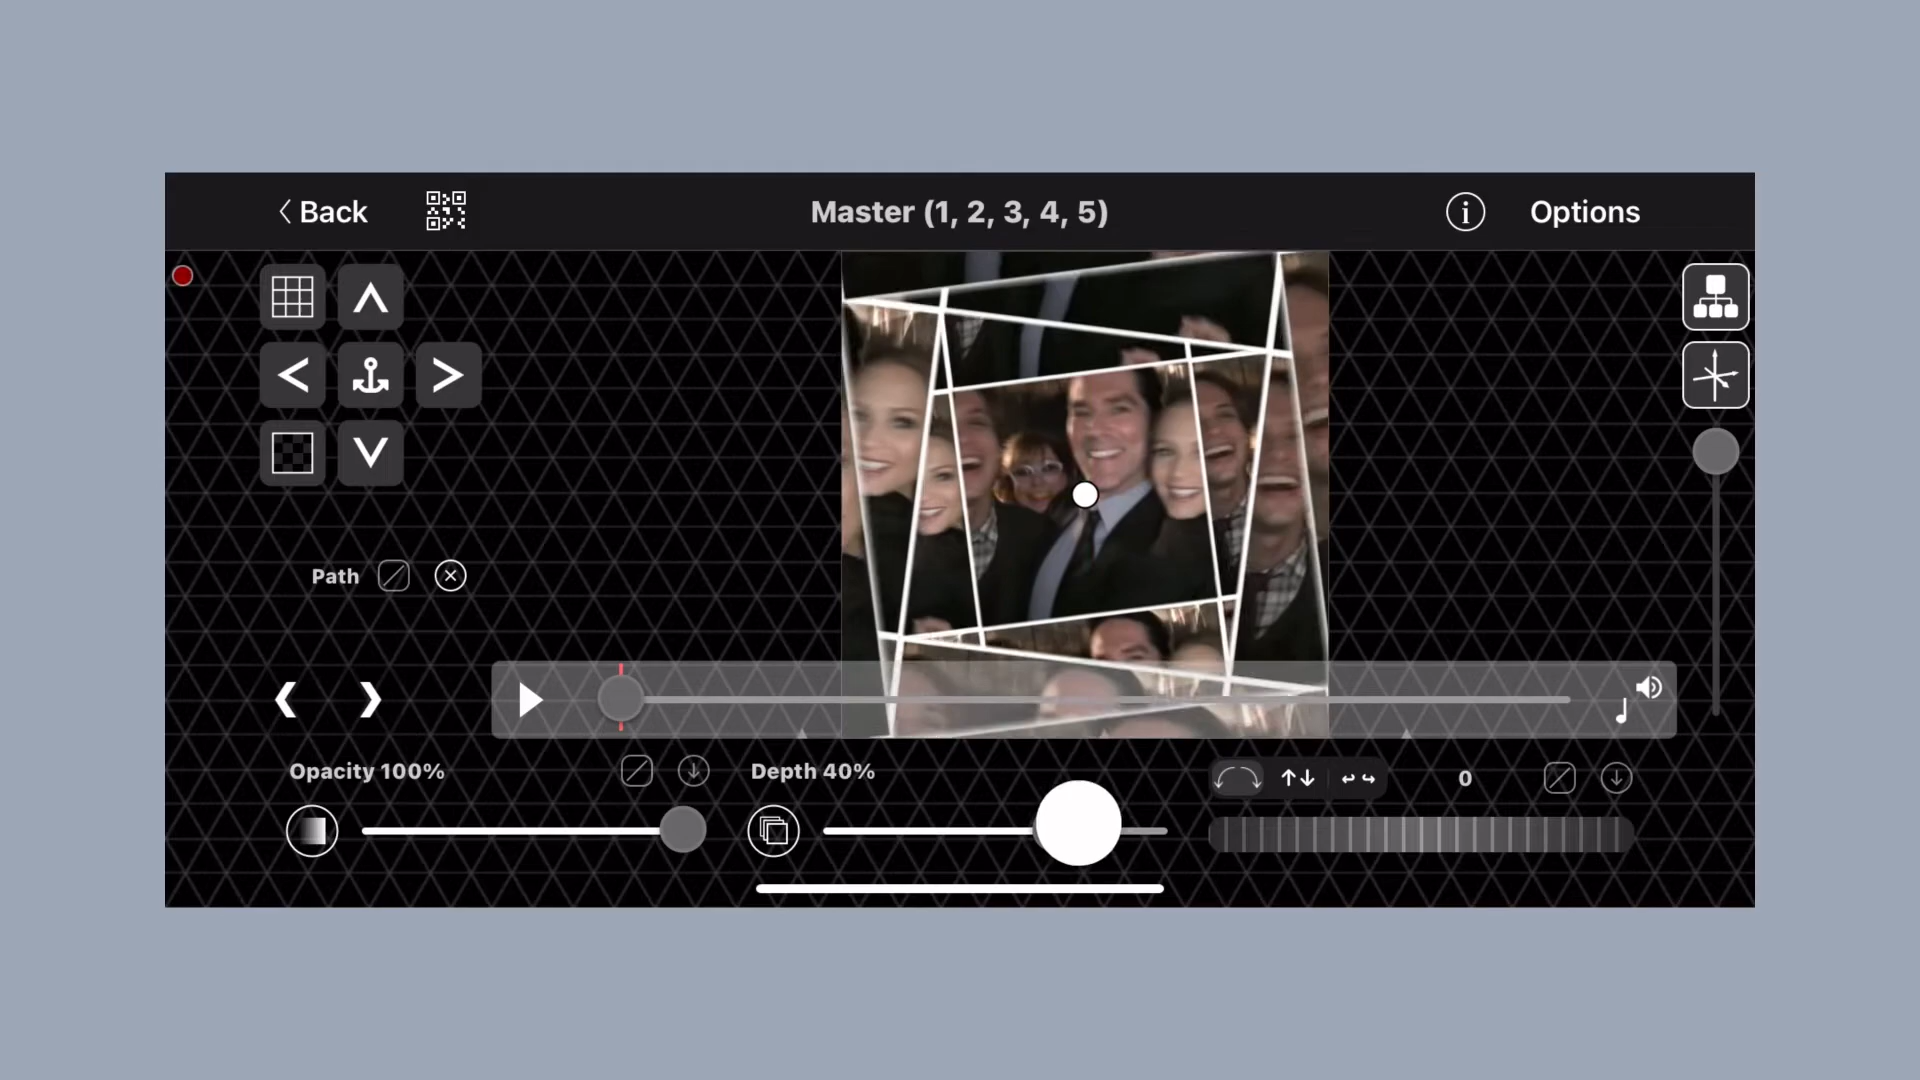 Back
Master (1, 2, 3, 4, 5)
Options
Path
Opacity 100%
Depth 40%
0